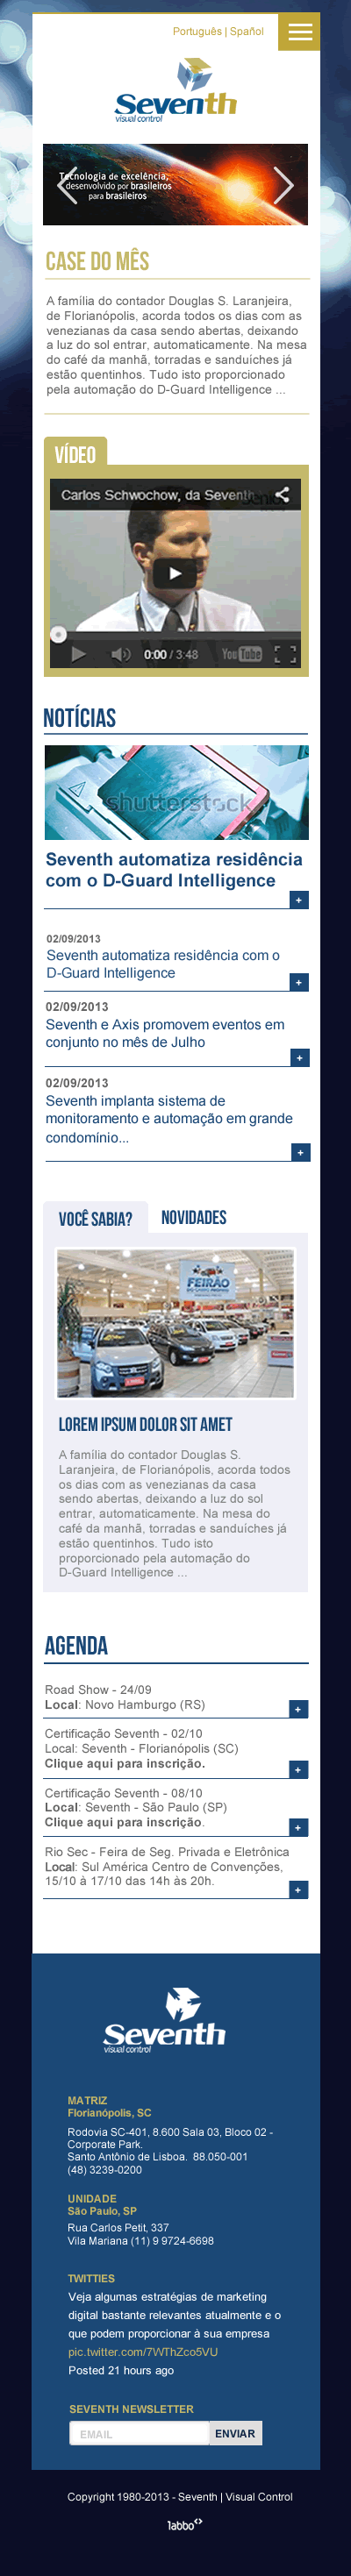 Português | Spañol
Seventh
visual control
Tecnologia de excelência,
desenvolvido por brasileiros
para brasileiros
CASE DO MÊS
A família do contador Douglas S. Laranjeira,
de Florianópolis, acorda todos os dias com as
venezianas da casa sendo abertas, deixando
a luz do sol entrar, automaticamente. Na mesa
do café da manhã, torradas e sanduíches já
estão quentinhos. Tudo isto proporcionado
pela automação do D-Guard Intelligence ...
VÍDEO
Carlos Schwochow, da Seventh
0:00 / 3:48
YouTube
NOTÍCIAS
shutterstock
Seventh automatiza residência
com o D-Guard Intelligence
+
02/09/2013
Seventh automatiza residência com o
D-Guard Intelligence
+
02/09/2013
Seventh e Axis promovem eventos em
conjunto no mês de Julho
+
02/09/2013
Seventh implanta sistema de
monitoramento e automação em grande
condomínio...
+
VOCÊ SABIA?
NOVIDADES
FEIRÃO
LOREM IPSUM DOLOR SIT AMET
A família do contador Douglas S.
Laranjeira, de Florianópolis, acorda todos
os dias com as venezianas da casa
sendo abertas, deixando a luz do sol
entrar, automaticamente. Na mesa do
café da manhã, torradas e sanduíches já
estão quentinhos. Tudo isto
proporcionado pela automação do
D-Guard Intelligence ...
AGENDA
Road Show - 24/09
Local: Novo Hamburgo (RS)
+
Certificação Seventh - 02/10
Local: Seventh - Florianópolis (SC)
Clique aqui para inscrição.
+
Certificação Seventh - 08/10
Local: Seventh - São Paulo (SP)
Clique aqui para inscrição.
+
Rio Sec - Feira de Seg. Privada e Eletrônica
Local: Sul América Centro de Convenções,
15/10 à 17/10 das 14h às 20h.
+
Seventh
visual control
MATRIZ
Florianópolis, SC
Rodovia SC-401, 8.600 Sala 03, Bloco 02 -
Corporate Park.
Santo Antônio de Lisboa. 88.050-001
(48) 3239-0200
UNIDADE
São Paulo, SP
Rua Carlos Petit, 337
Vila Mariana (11) 9 9724-6698
TWITTIES
Veja algumas estratégias de marketing
digital bastante relevantes atualmente e o
que podem proporcionar à sua empresa
pic.twitter.com/7WThZco5VU
Posted 21 hours ago
SEVENTH NEWSLETTER
EMAIL
ENVIAR
Copyright 1980-2013 - Seventh | Visual Control
labbo